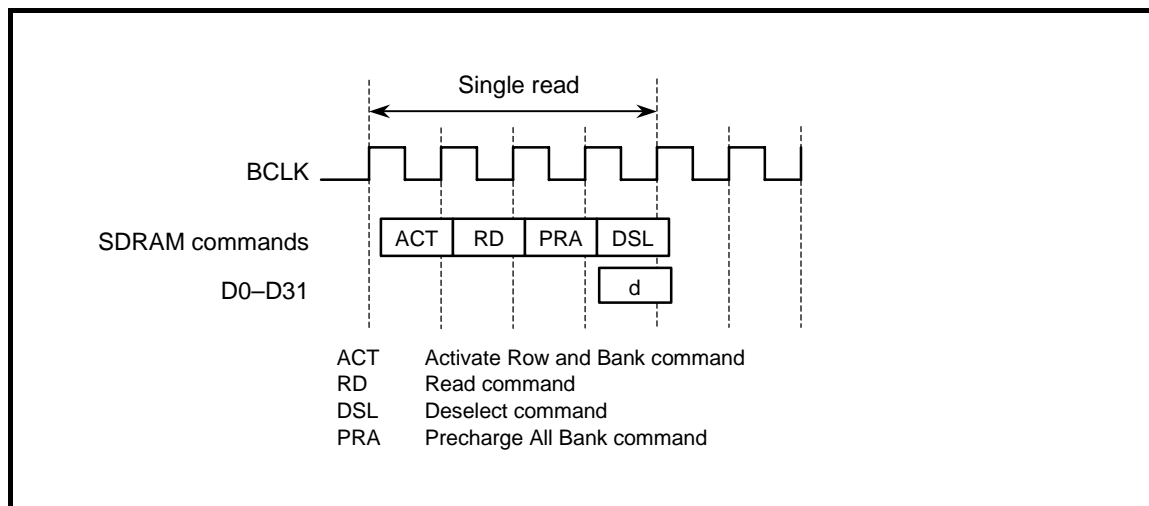 Single read
BCLK
SDRAM commands ACT RD PRA DSL
D0–D31 d
ACT Activate Row and Bank command
RD Read command
DSL Deselect command
PRA Precharge All Bank command